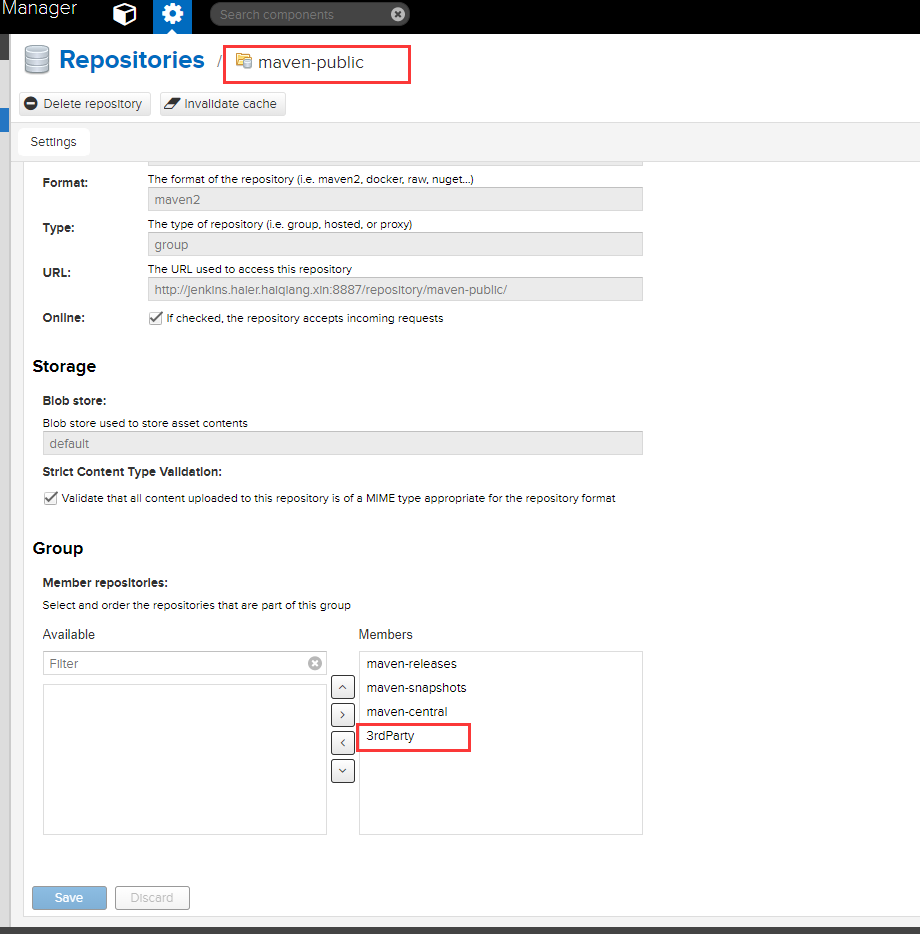 Manager
Search components
Repositories / maven-public
Delete repository
Invalidate cache
Settings
Format:
The format of the repository (i.e. maven2, docker, raw, nuget...)
maven2
Type:
The type of repository (i.e. group, hosted, or proxy)
group
URL:
The URL used to access this repository
http://jenkins.haier.haiqiang.xin:8887/repository/maven-public/
Online:
If checked, the repository accepts incoming requests
Storage
Blob store:
Blob store used to store asset contents
default
Strict Content Type Validation:
Validate that all content uploaded to this repository is of a MIME type appropriate for the repository format
Group
Member repositories:
Select and order the repositories that are part of this group
Available
Filter
Members
maven-releases
maven-snapshots
maven-central
3rdParty
Save
Discard